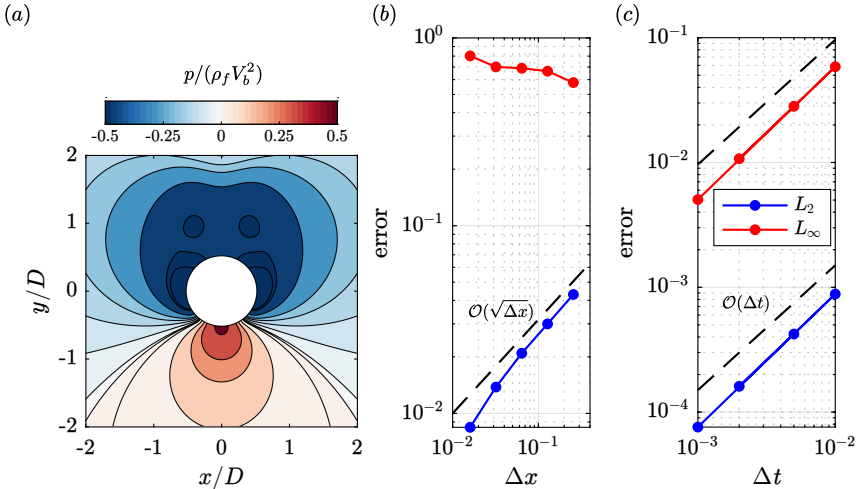 (a)
p/(ρ_f V_b^2)
-0.5 -0.25 0 0.25 0.5
2
1
0
-1
-2
y/D
-2 -1 0 1 2
x/D
(b)
10^0
10^-1
10^-2
error
O(√Δx)
10^-2 10^-1
Δx
(c)
10^-1
10^-2
10^-3
10^-4
error
L_2
L_∞
O(Δt)
10^-3 10^-2
Δt